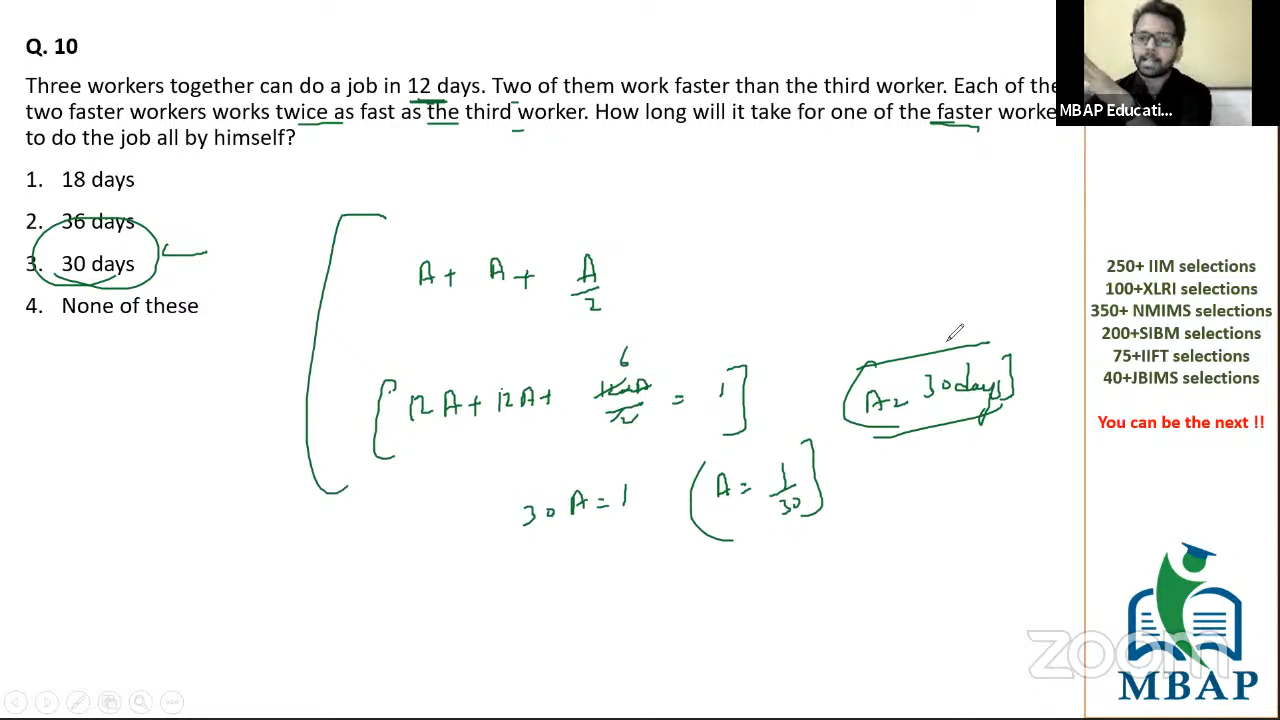 Q. 10
Three workers together can do a job in 12 days. Two of them work faster than the third worker. Each of the
two faster workers works twice as fast as the third worker. How long will it take for one of the faster worke
to do the job all by himself?
1. 18 days
2. 36 days
3. 30 days
4. None of these
A + A + A/2
12 A + 12 A + 12A/2 6 = 1
A = 30 days
30 A = 1
A = 1/30
MBAP Educati...
250+ IIM selections
100+XLRI selections
350+ NMIMS selections
200+SIBM selections
75+IIFT selections
40+JBIMS selections
You can be the next !!
zoom
MBAP